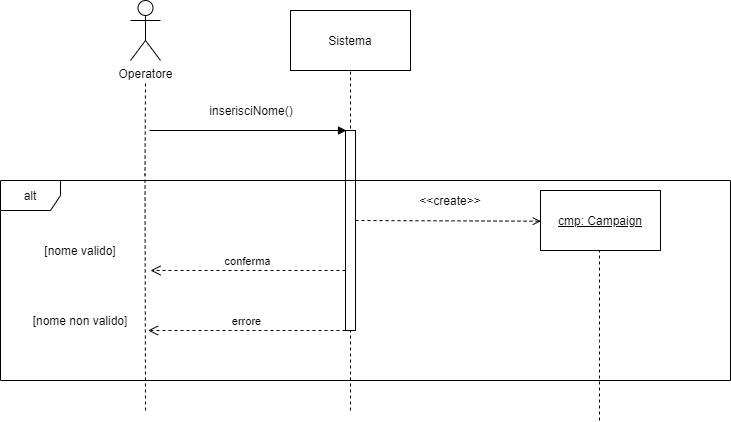 Operatore
Sistema
inserisciNome()
alt
<<create>>
cmp: Campaign
[nome valido]
conferma
[nome non valido]
errore